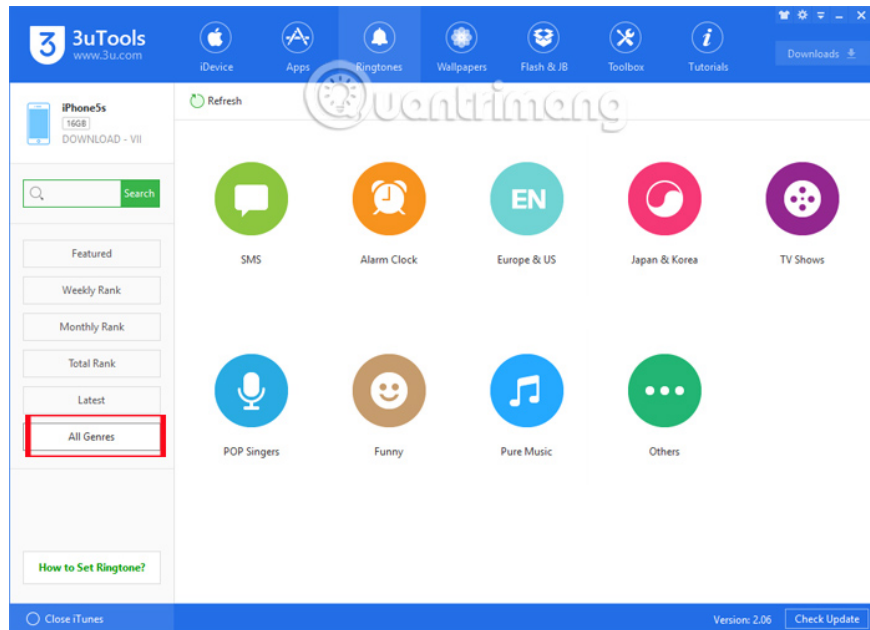 3 3uTools
www.3u.com
iDevice Apps Ringtones Wallpapers Flash & JB Toolbox Tutorials
Downloads
Quantrimang
iPhone5s
16GB
DOWNLOAD - VII
Refresh
Search
Featured
Weekly Rank
Monthly Rank
Total Rank
Latest
All Genres
EN
SMS Alarm Clock Europe & US Japan & Korea TV Shows
POP Singers Funny Pure Music Others
How to Set Ringtone?
Close iTunes
Version: 2.06 Check Update